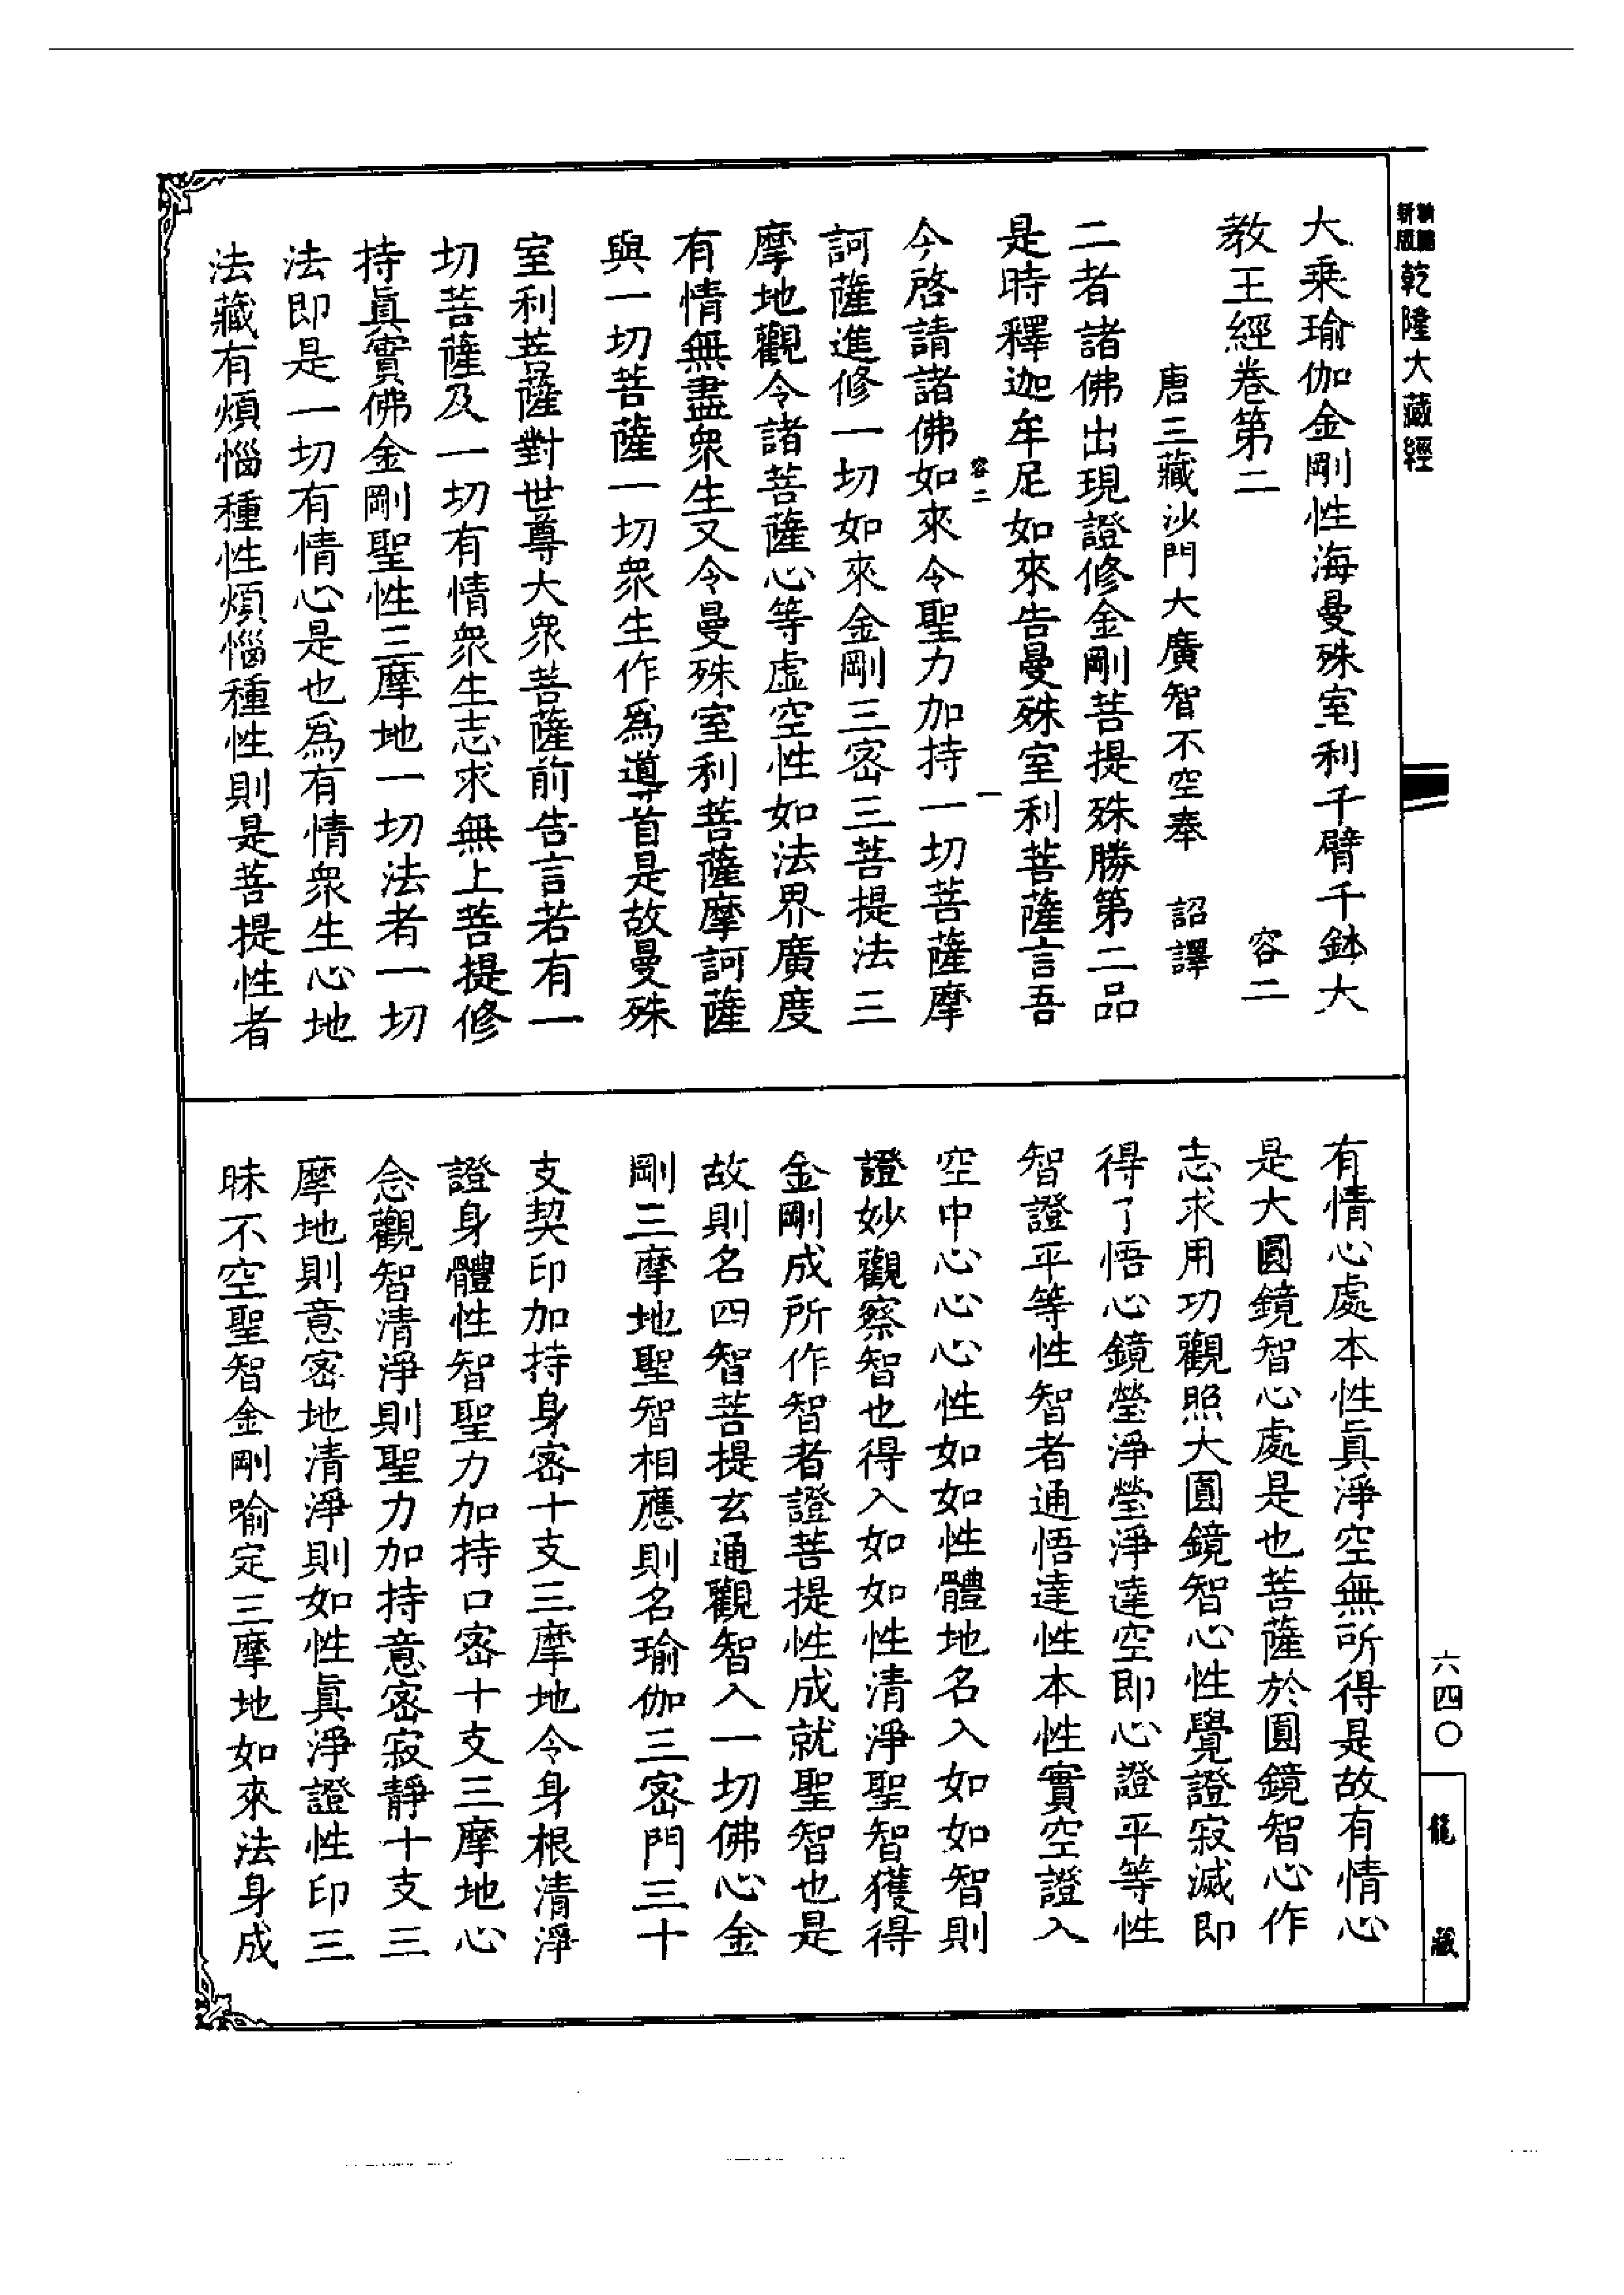 新版
乾隆大藏經
大乘瑜伽金剛性海曼殊室利千臂千鉢大
教王經卷第二　容二
唐三藏沙門大廣智不空奉　詔譯
二者諸佛出現證修金剛菩提殊勝第二品
是時釋迦牟尼如來告曼殊室利菩薩言吾
容二　一
今啓請諸佛如來令聖力加持一切菩薩摩
訶薩進修一切如來金剛三密三菩提法三
摩地觀令諸菩薩心等虛空性如法界廣度
有情無盡衆生又令曼殊室利菩薩摩訶薩
與一切菩薩一切衆生作爲導首是故曼殊
室利菩薩對世尊大衆菩薩前告言若有一
切菩薩及一切有情衆生志求無上菩提修
持眞實佛金剛聖性三摩地一切法者一切
法即是一切有情心是也爲有情衆生心地
法藏有煩惱種性煩惱種性則是菩提性者
有情心處本性眞淨空無所得是故有情心
是大圓鏡智心處是也菩薩於圓鏡智心作
志求用功觀照大圓鏡智心性覺證寂滅即
得了悟心鏡瑩淨瑩淨達空即心證平等性
智證平等性智者通悟達性本性實空證入
空中心心心性如如性體地名入如如智則
證妙觀察智也得入如如性清淨聖智獲得
金剛成所作智者證菩提性成就聖智也是
故則名四智菩提玄通觀智入一切佛心金
剛三摩地聖智相應則名瑜伽三密門三十
支契印加持身密十支三摩地令身根清淨
證身體性智聖力加持口密十支三摩地心
念觀智清淨則聖力加持意密寂靜十支三
摩地則意密地清淨則如性眞淨證性印三
昧不空聖智金剛喻定三摩地如來法身成
六四〇
龍藏